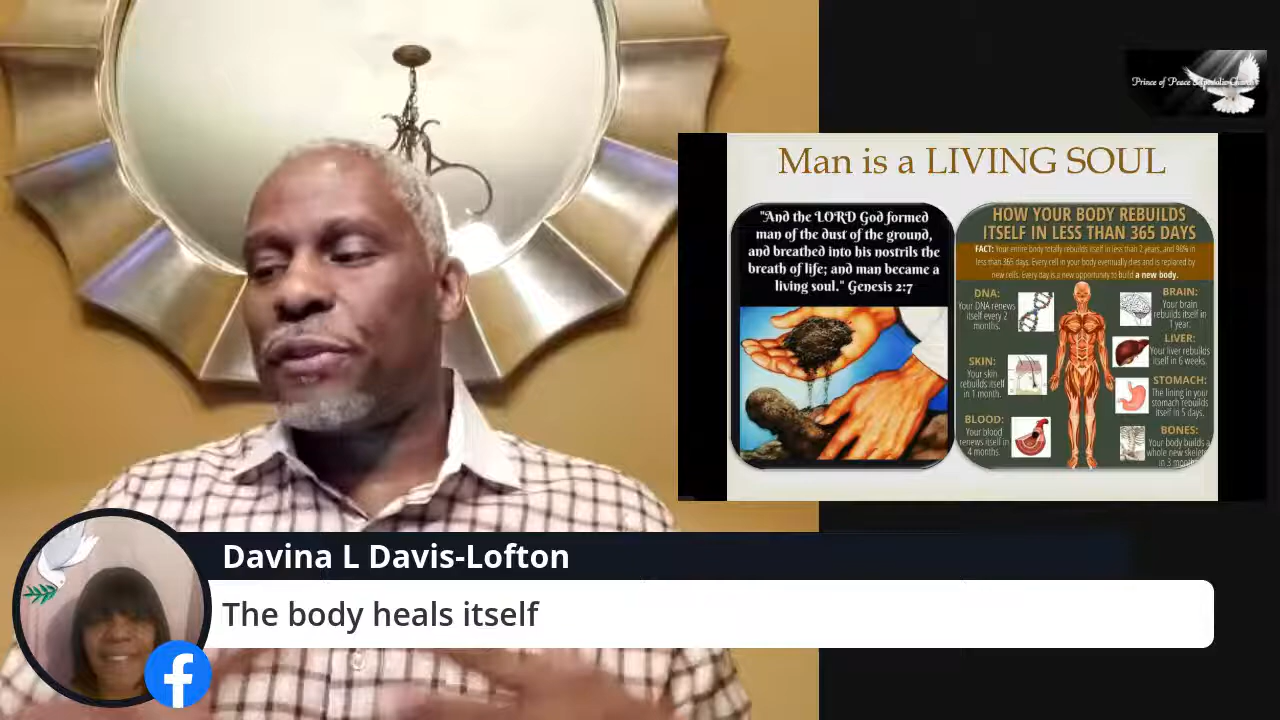 Prince of Peace Apostolic Church
Man is a LIVING SOUL
"And the LORD God formed
man of the dust of the ground,
and breathed into his nostrils the
breath of life; and man became a
living soul." Genesis 2:7
HOW YOUR BODY REBUILDS
ITSELF IN LESS THAN 365 DAYS
FACT: Your entire body totally rebuilds itself in less than 2 years, and 98% in
less than 365 days. Every cell in your body eventually dies and is replaced by
new cells. Every day is a new opportunity to build a new body.
DNA:
Your DNA renews
itself every 2
months.
SKIN:
Your skin
rebuilds itself
in 1 month.
BLOOD:
Your blood
renews itself in
4 months.
BRAIN:
Your brain
rebuilds itself in
1 year.
LIVER:
Your liver rebuilds
itself in 6 weeks.
STOMACH:
The lining in your
stomach rebuilds
itself in 5 days.
BONES:
Your body builds a
whole new skeleton
in 3 months
Davina L Davis-Lofton
The body heals itself